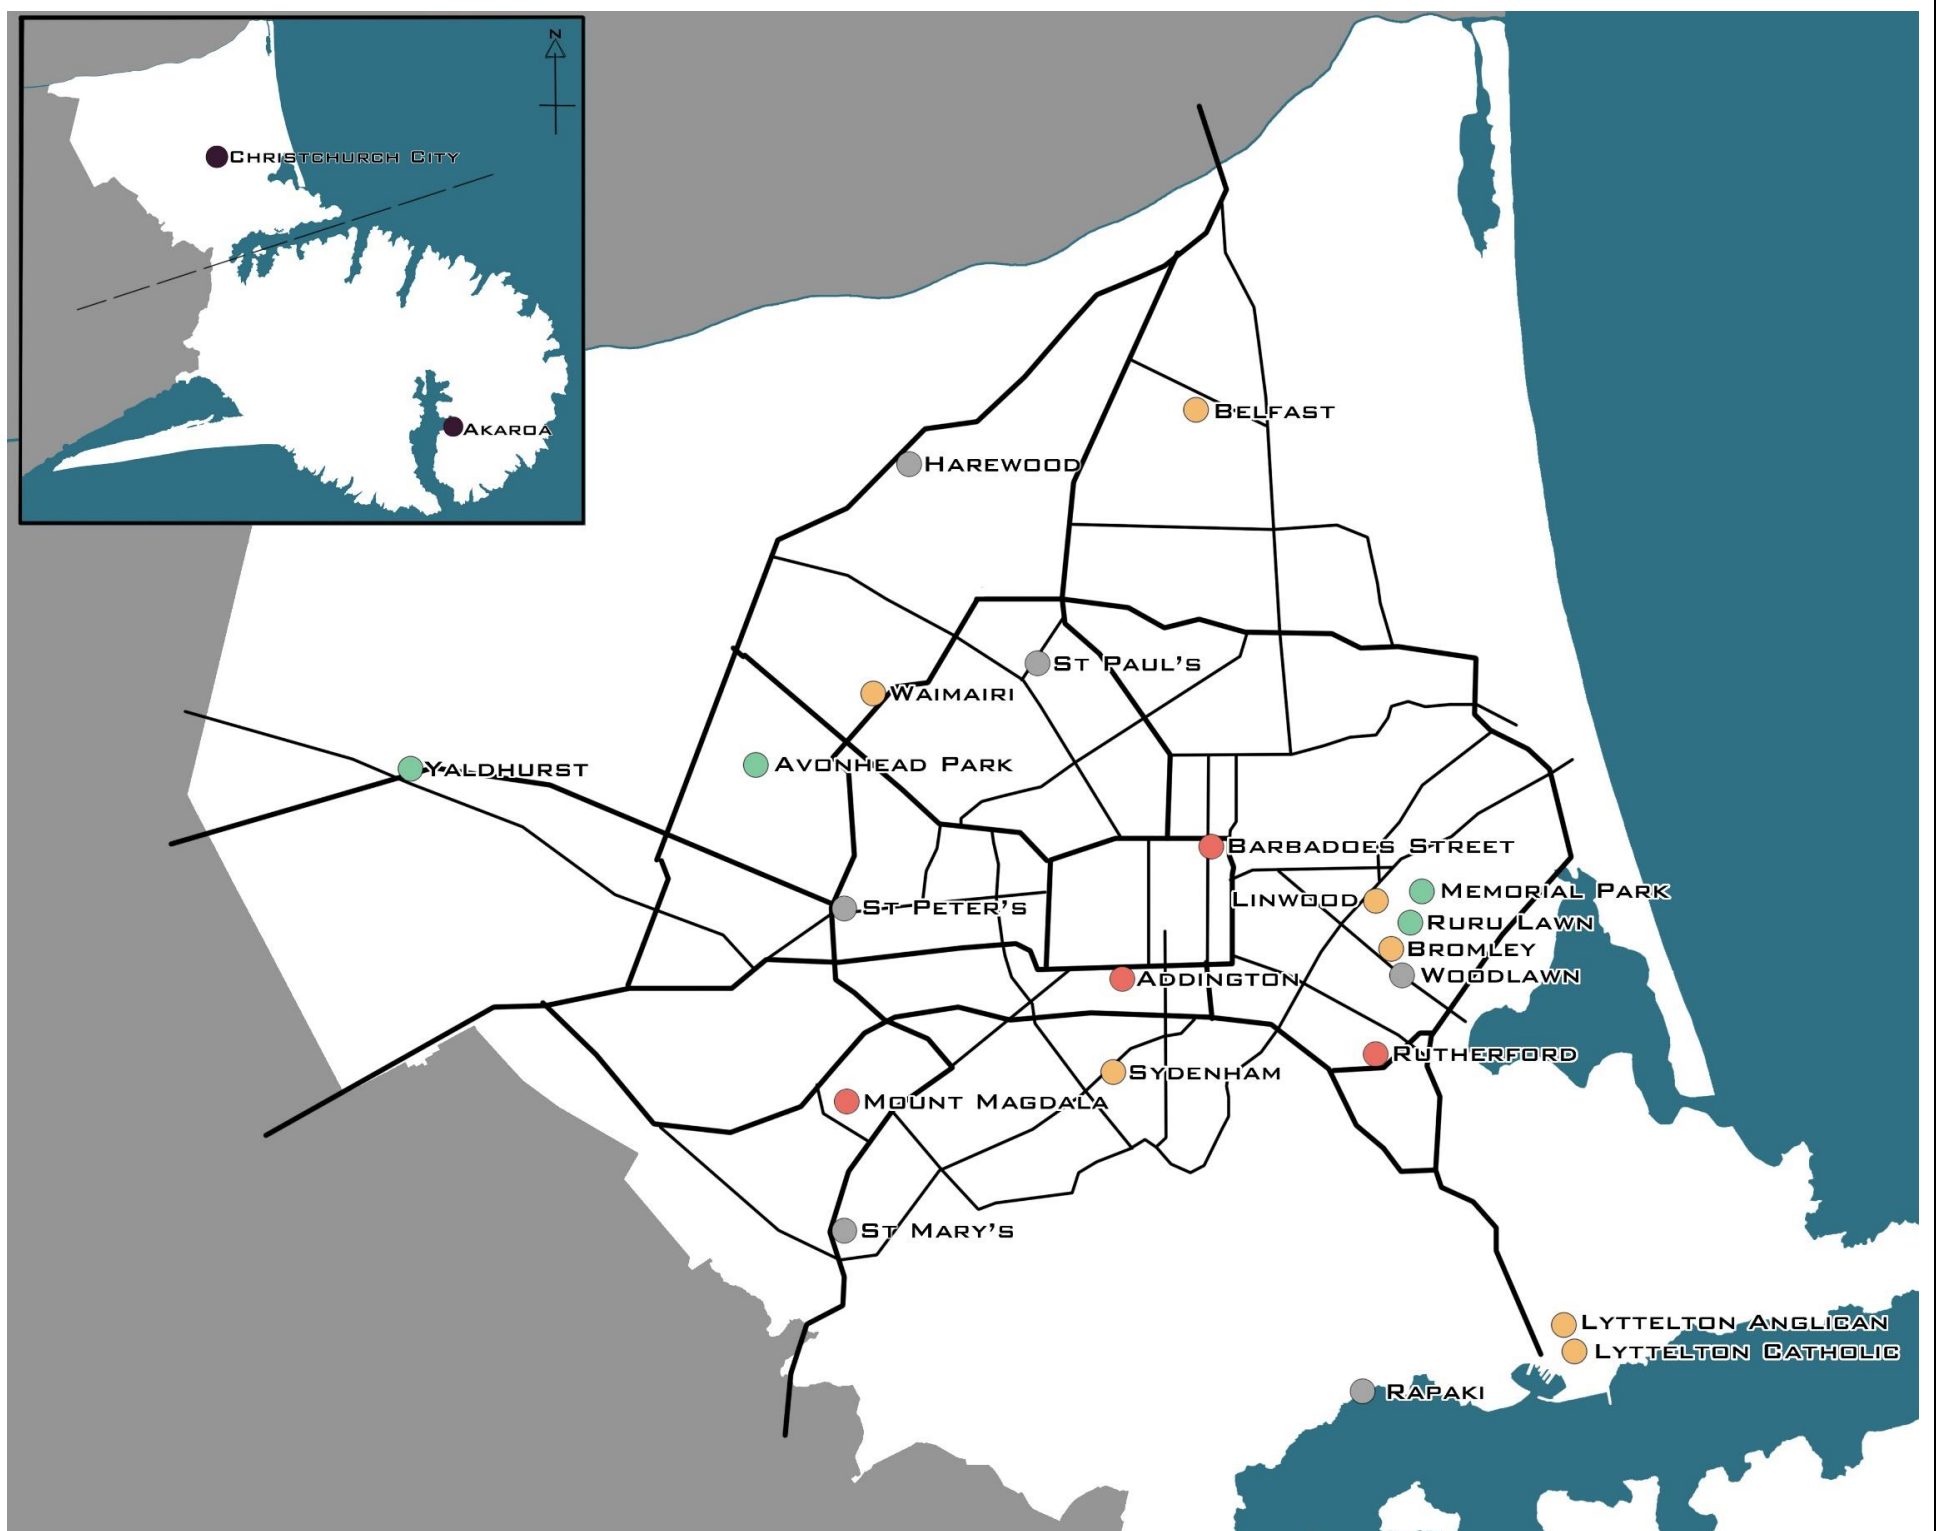 N
Christchurch City
Akaroa
Belfast
Harewood
St Paul's
Waimairi
Avonhead Park
Yaldhurst
Barbadoes Street
Memorial Park
Linwood
St Peter's
Ruru Lawn
Bromley
Woodlawn
Addington
Rutherford
Sydenham
Mount Magdala
St Mary's
Lyttelton Anglican
Lyttelton Catholic
Rapaki